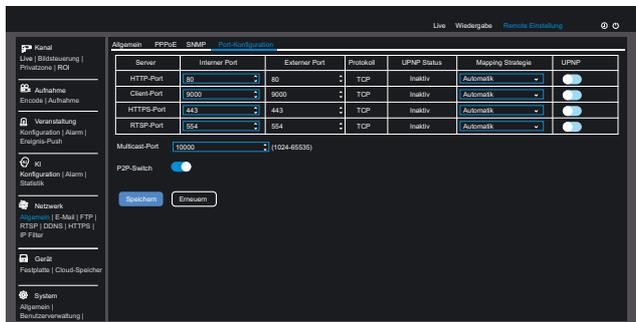 Live Wiedergabe Remote Einstellung
Kanal
Live | Bildsteuerung |
Privatzone | ROI
Aufnahme
Encode | Aufnahme
Veranstaltung
Konfiguration | Alarm |
Ereignis-Push
KI
Konfiguration | Alarm |
Statistik
Netzwerk
Allgemein | E-Mail | FTP |
RTSP | DDNS | HTTPS |
IP Filter
Gerät
Festplatte | Cloud-Speicher
System
Allgemein |
Benutzerverwaltung |
Allgemein PPPoE SNMP Port-Konfiguration
Server Interner Port Externer Port Protokoll UPNP Status Mapping Strategie UPNP
HTTP-Port 80 80 TCP Inaktiv Automatik
Client-Port 9000 9000 TCP Inaktiv Automatik
HTTPS-Port 443 443 TCP Inaktiv Automatik
RTSP-Port 554 554 TCP Inaktiv Automatik
Multicast-Port 10000 (1024-65535)
P2P-Switch
Speichern Erneuern